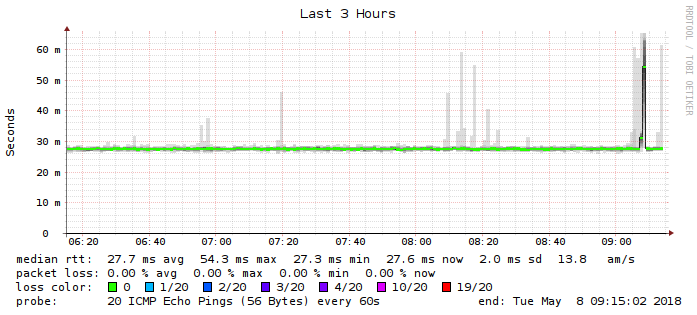 Last 3 Hours
RRDTOOL / TOBI OETIKER
Seconds
60 m
50 m
40 m
30 m
20 m
10 m
0
06:20 06:40 07:00 07:20 07:40 08:00 08:20 08:40 09:00
median rtt: 27.7 ms avg 54.3 ms max 27.3 ms min 27.6 ms now 2.0 ms sd 13.8 am/s
packet loss: 0.00 % avg 0.00 % max 0.00 % min 0.00 % now
loss color: 0 1/20 2/20 3/20 4/20 10/20 19/20
probe: 20 ICMP Echo Pings (56 Bytes) every 60s end: Tue May 8 09:15:02 2018